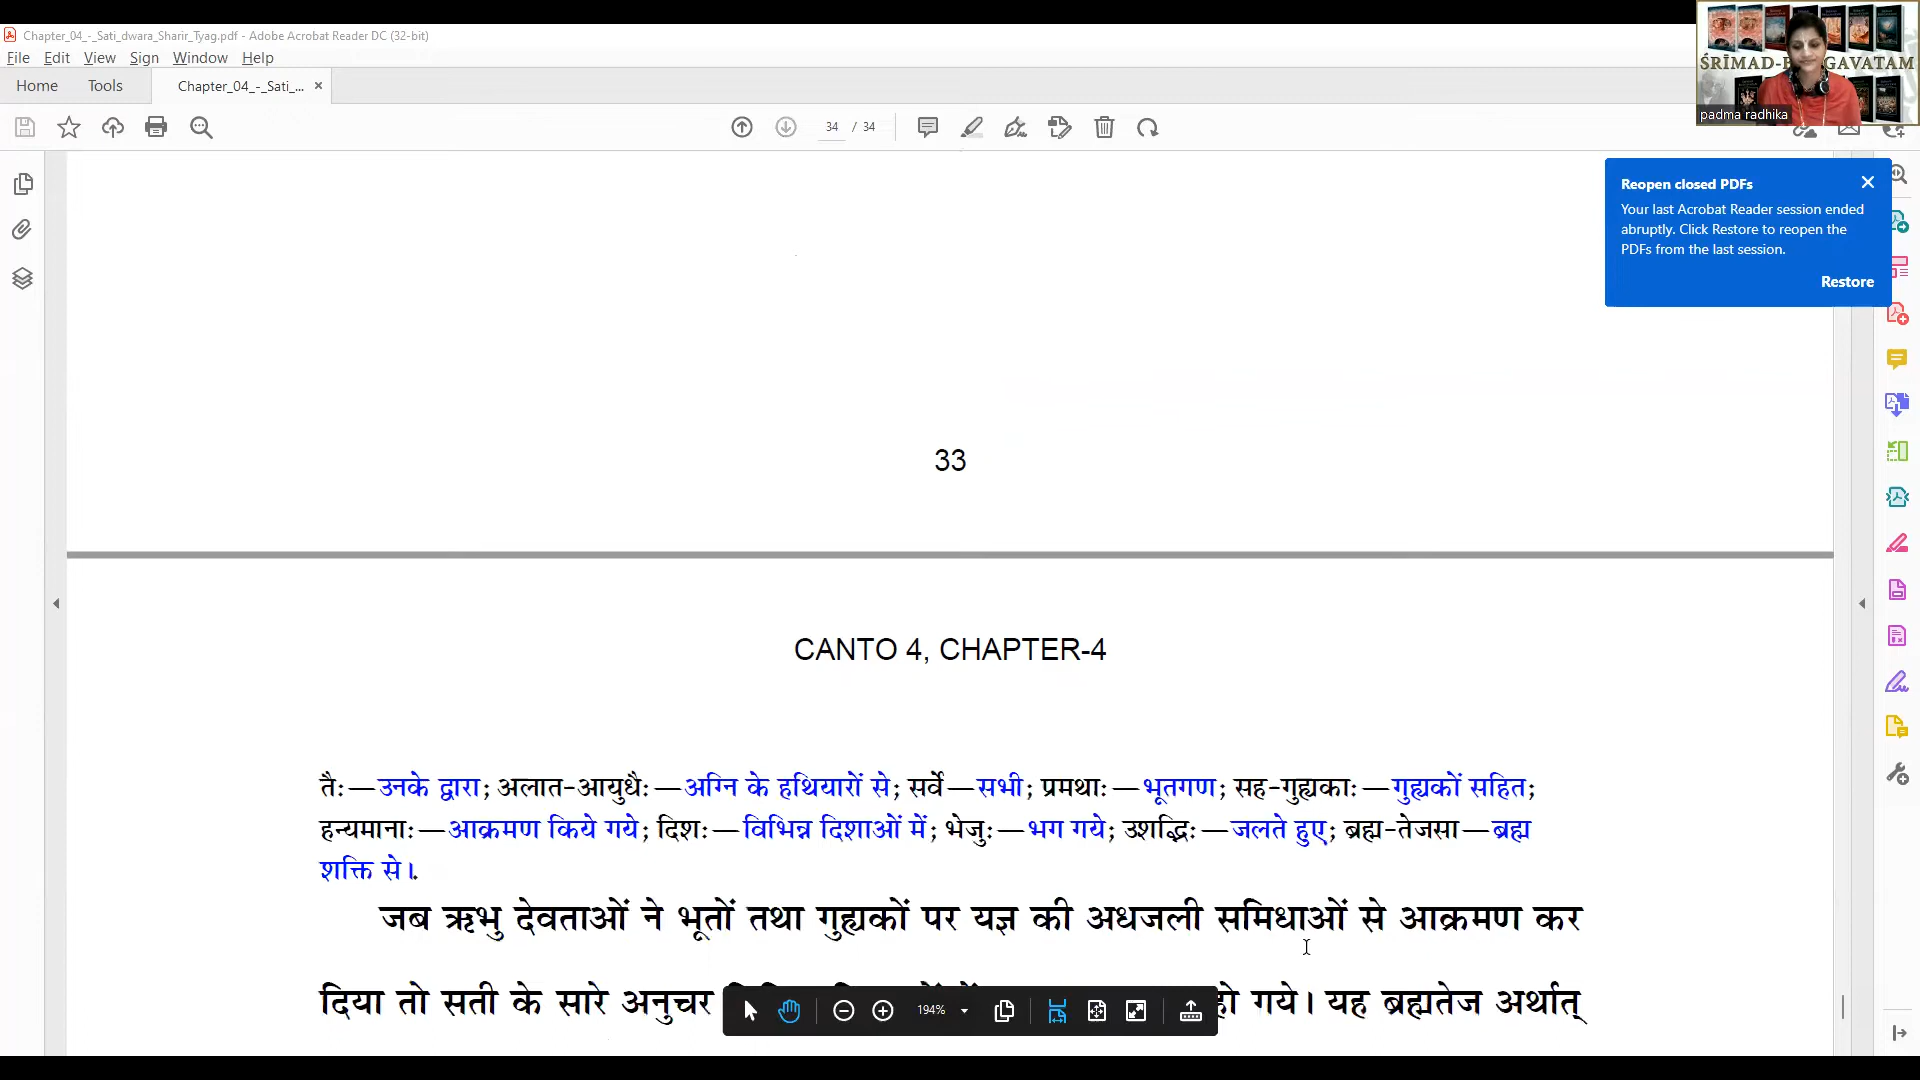 Chapter_04_-_Sati_dwara_Sharir_Tyag.pdf - Adobe Acrobat Reader DC (32-bit)
File Edit View Sign Window Help
Home Tools Chapter_04_-_Sati_...
34 / 34
ŚRĪMAD-B GAVATAM
padma radhika
Reopen closed PDFs
Your last Acrobat Reader session ended
abruptly. Click Restore to reopen the
PDFs from the last session.
Restore
33
CANTO 4, CHAPTER-4
तैः—उनके द्वारा; अलात-आयुधैः—अग्नि के हथियारों से; सर्वे—सभी; प्रमथाः—भूतगण; सह-गुह्यकाः—गुह्यकों सहित;
हन्यमानाः—आक्रमण किये गये; दिशः—विभिन्न दिशाओं में; भेजुः—भग गये; उशद्भिः—जलते हुए; ब्रह्म-तेजसा—ब्रह्म
शक्ति से।.
जब ऋभु देवताओं ने भूतों तथा गुह्यकों पर यज्ञ की अधजली समिधाओं से आक्रमण कर
दिया तो सती के सारे अनुचर हो गये। यह ब्रह्मतेज अर्थात्
194%